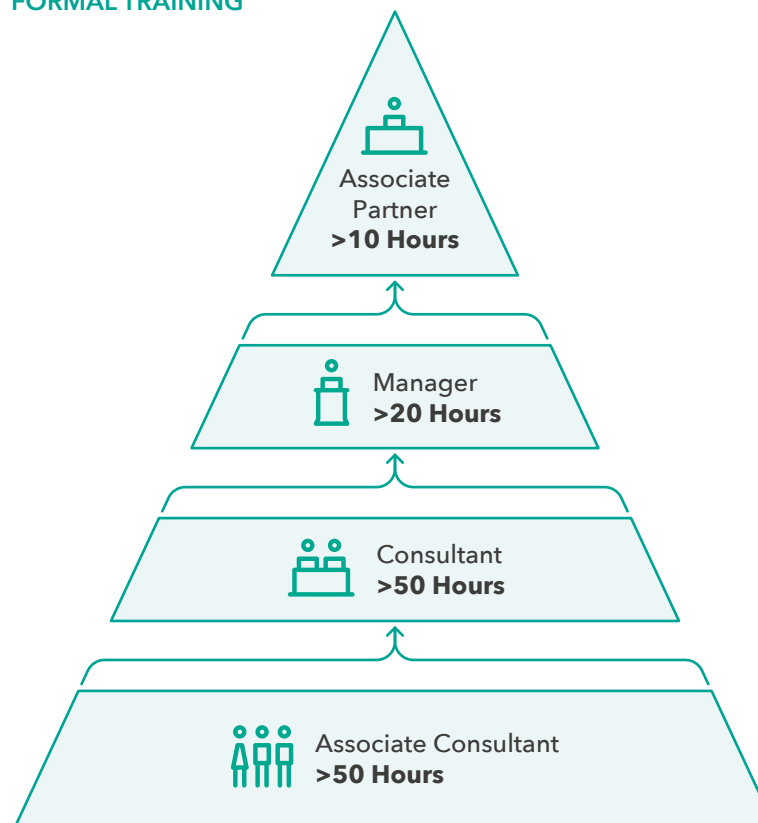 FORMAL TRAINING
Associate
Partner
>10 Hours
Manager
>20 Hours
Consultant
>50 Hours
Associate Consultant
>50 Hours